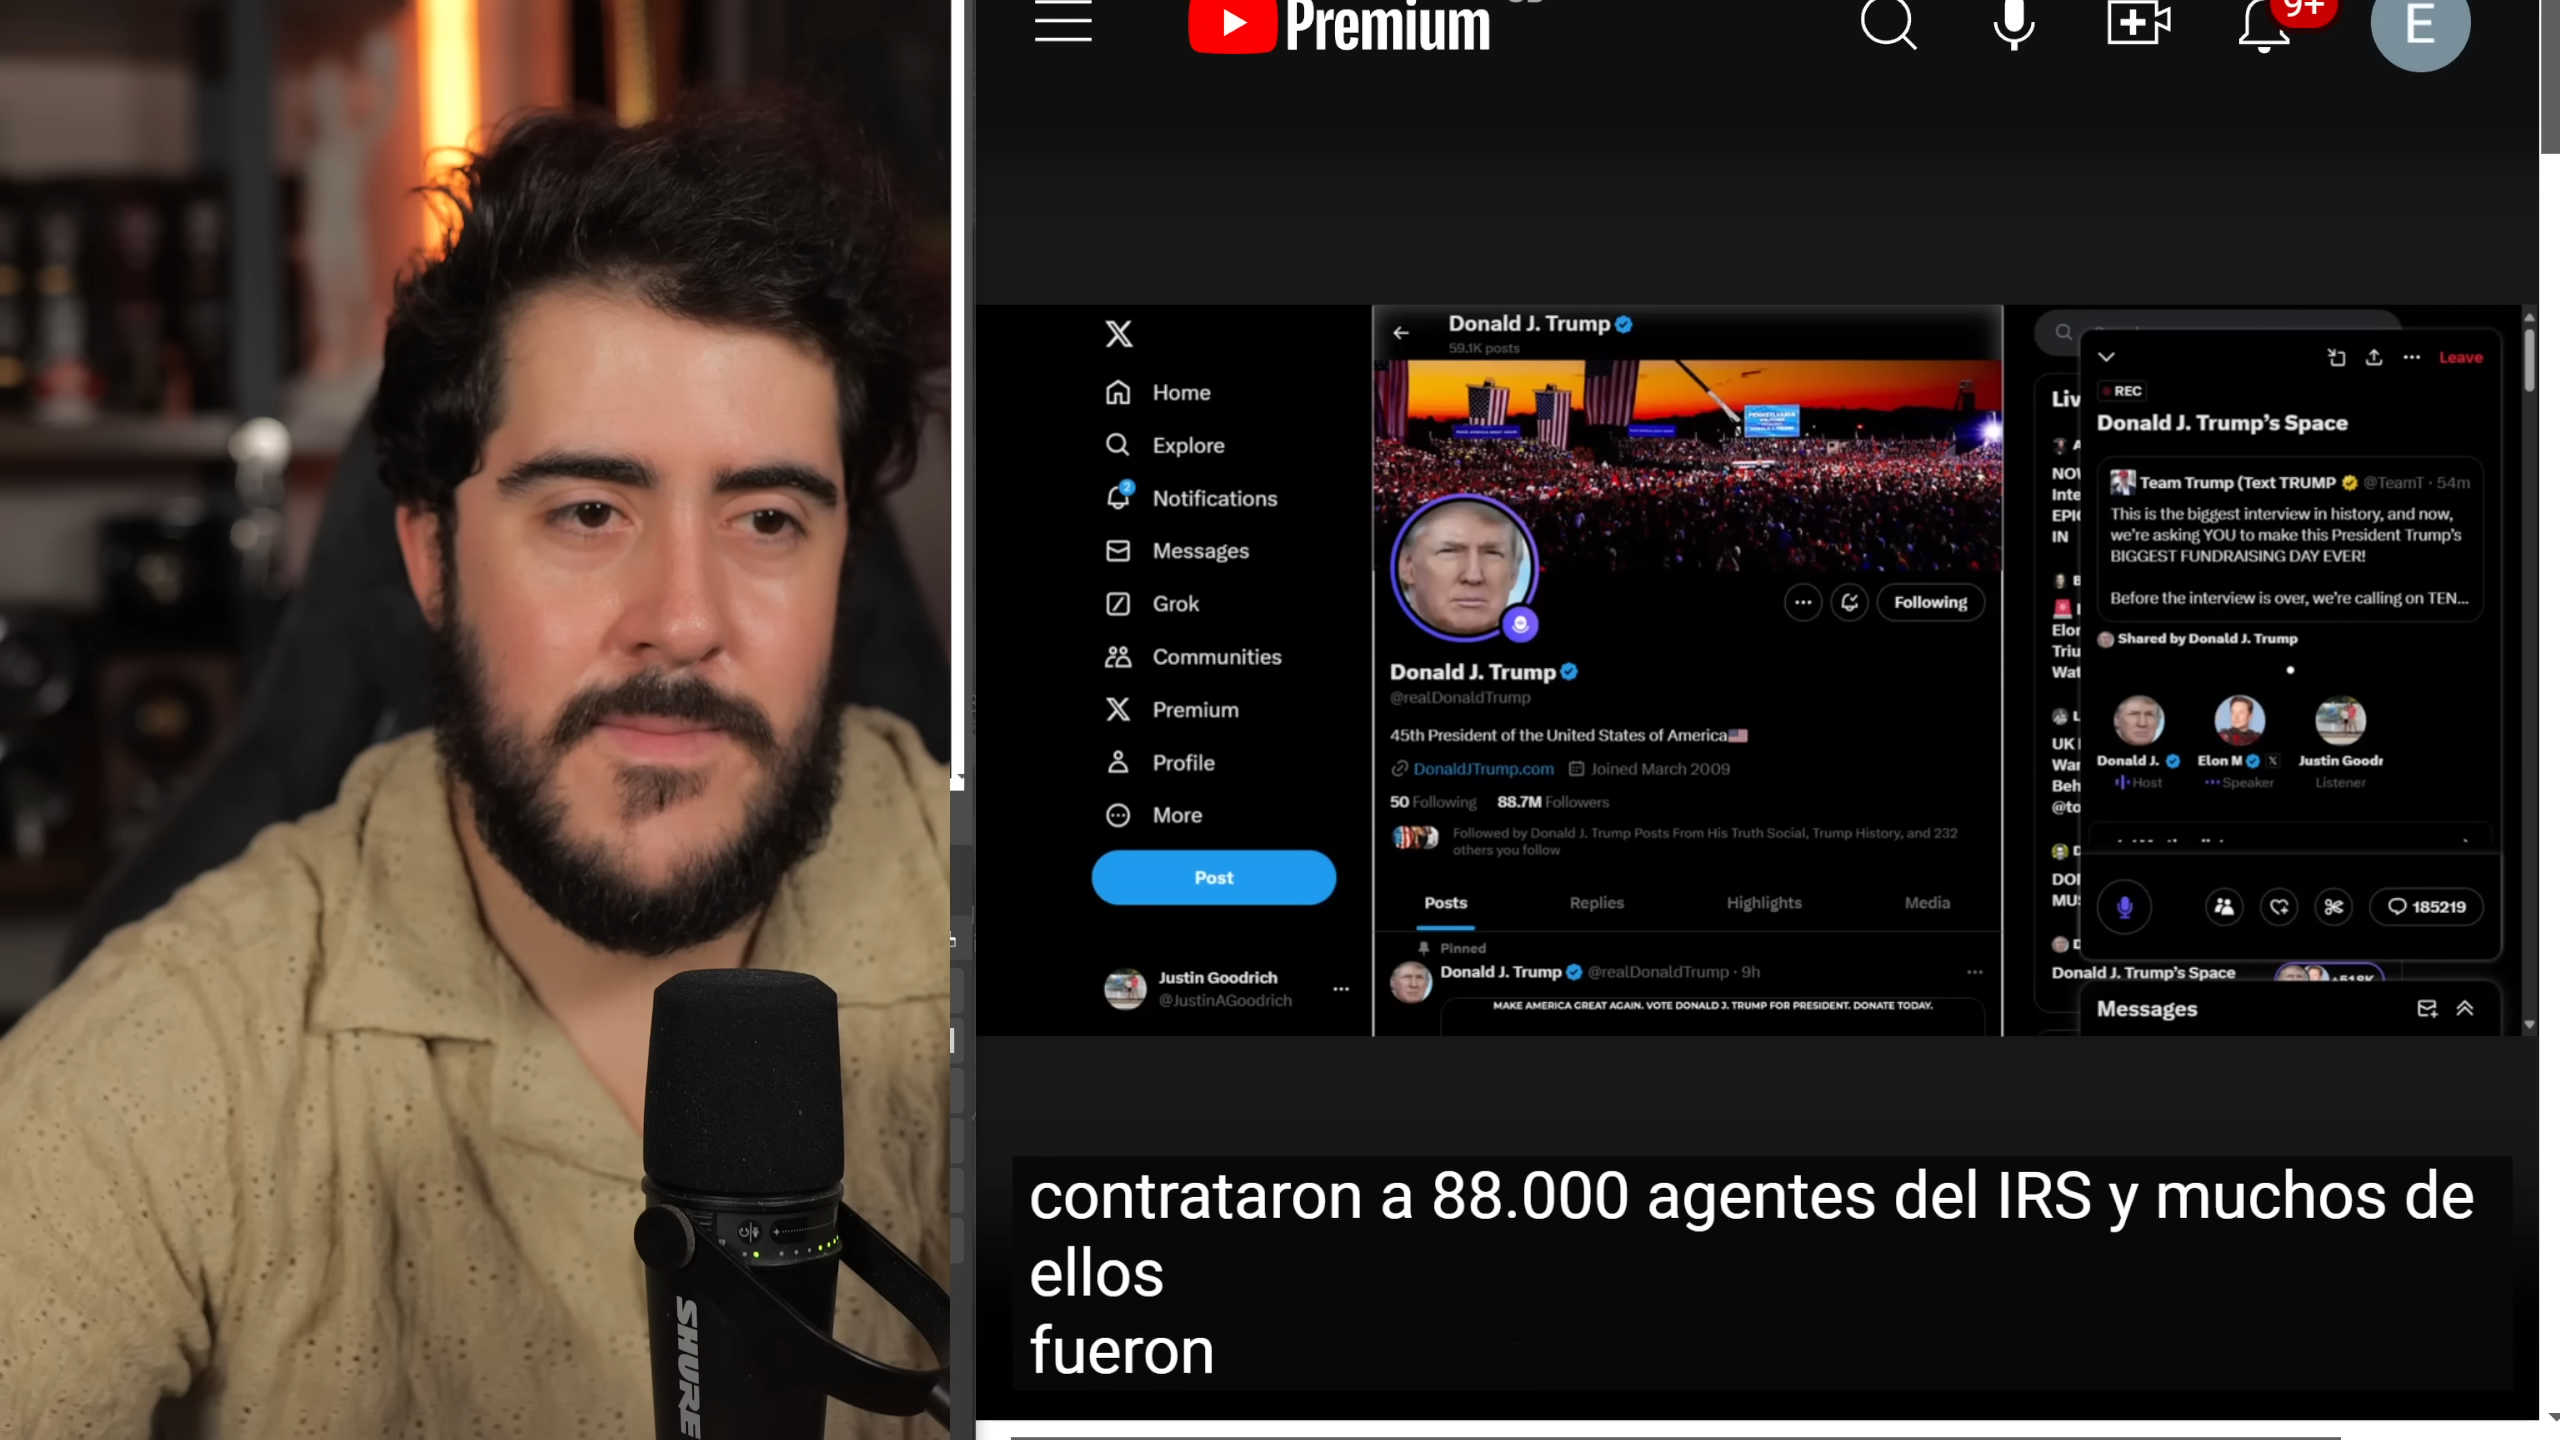 Premium
9+
E
Donald J. Trump
59.1K posts
Home
Explore
2
Notifications
Messages
Grok
Communities
Premium
Profile
More
Post
Justin Goodrich
@JustinAGoodrich
Following
Donald J. Trump
@realDonaldTrump
45th President of the United States of America
DonaldJTrump.com Joined March 2009
50 Following 88.7M Followers
Followed by Donald J. Trump Posts From His Truth Social, Trump History, and 232
others you follow
Posts Replies Highlights Media
Pinned
Donald J. Trump @realDonaldTrump · 9h
MAKE AMERICA GREAT AGAIN. VOTE DONALD J. TRUMP FOR PRESIDENT. DONATE TODAY.
Leave
REC
Donald J. Trump's Space
Team Trump (Text TRUMP @TeamT · 54m
This is the biggest interview in history, and now,
we're asking YOU to make this President Trump's
BIGGEST FUNDRAISING DAY EVER!
Before the interview is over, we're calling on TEN...
Shared by Donald J. Trump
Donald J. Elon M Justin Goodr
Host Speaker Listener
185219
Donald J. Trump's Space
Messages
contrataron a 88.000 agentes del IRS y muchos de
ellos
fueron
SHURE